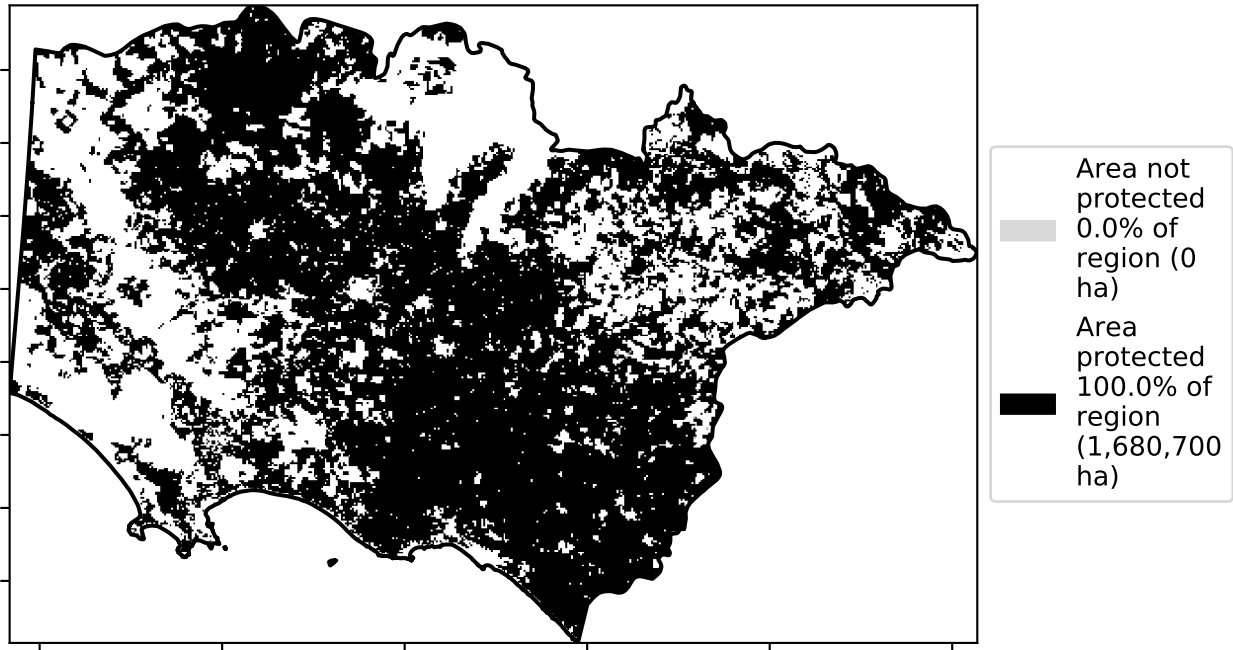 Area not
protected
0.0% of
region (0
ha)
Area
protected
100.0% of
region
(1,680,700
ha)